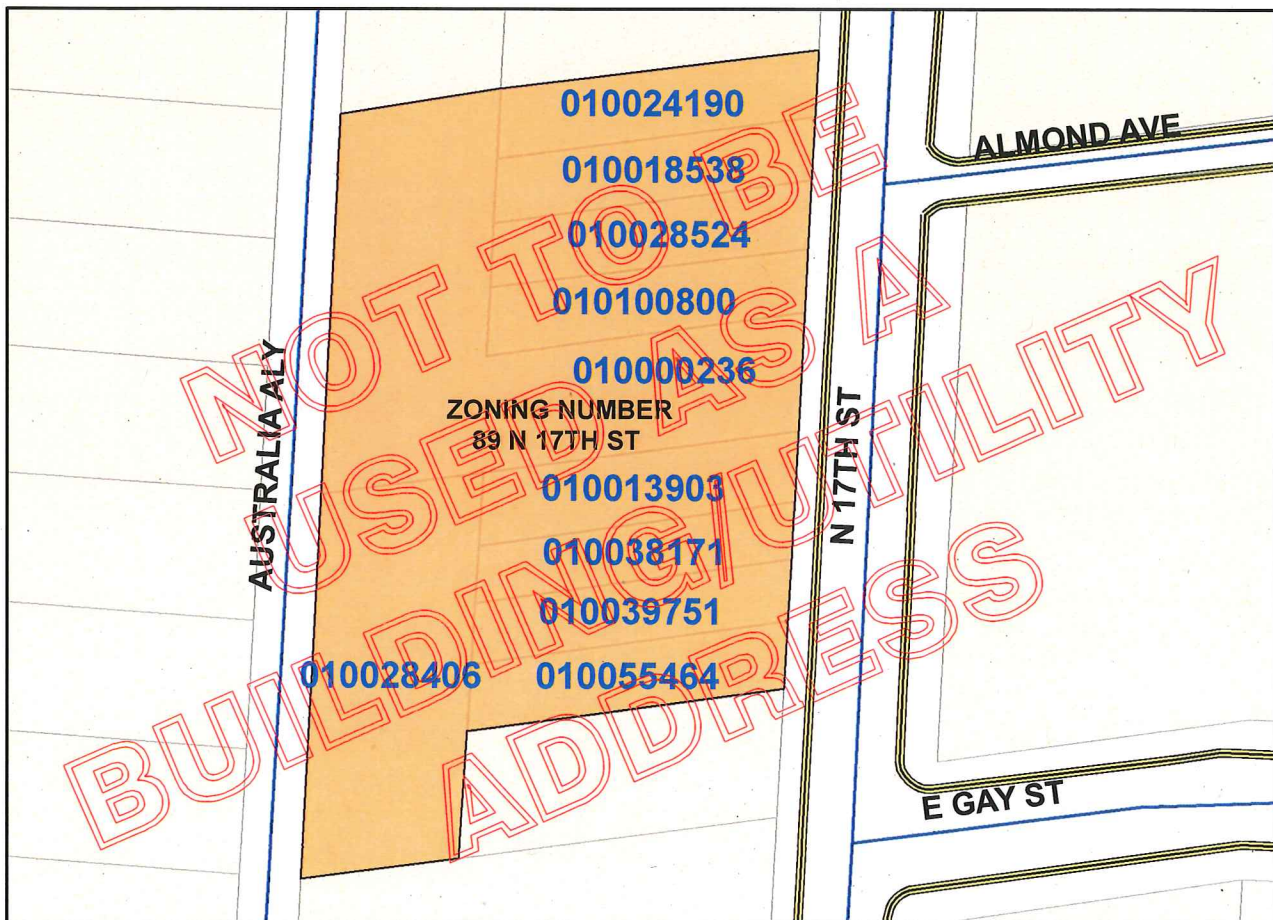 010024190
ALMOND AVE
010018538
010028524
010100800
010000236
ZONING NUMBER
89 N 17TH ST
AUSTRALIA ALY
N 17TH ST
010013903
010038171
010039751
010028406
010055464
E GAY ST
NOT TO BE
USED AS A
BUILDING/UTILITY
ADDRESS